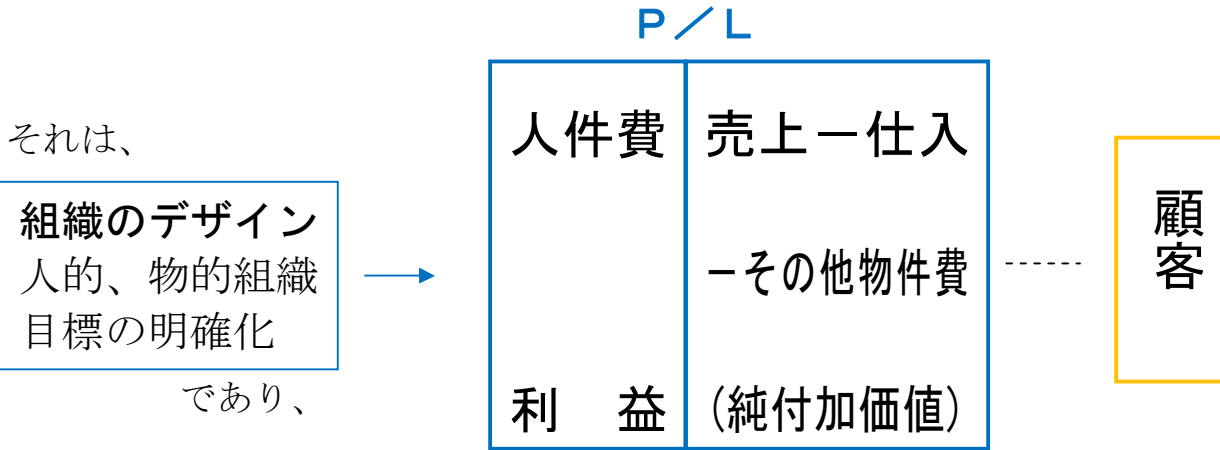 それは、
組織のデザイン
人的、物的組織
目標の明確化
であり、
P/L
人件費
利 益
売上－仕入
－その他物件費
(純付加価値)
顧客